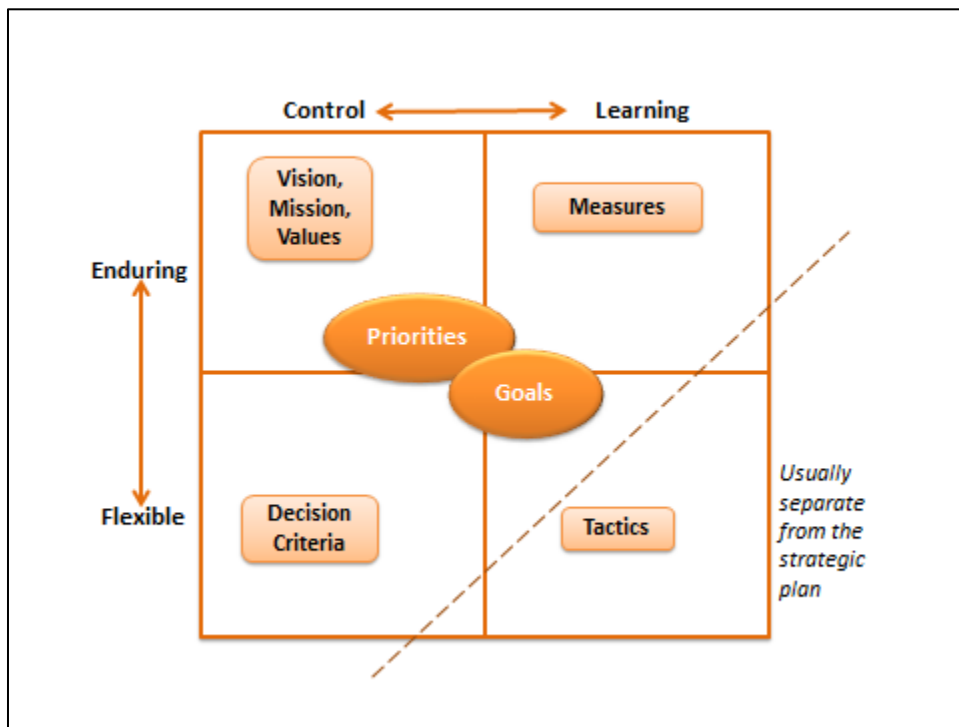 Control
Learning
Vision,
Mission,
Values
Measures
Enduring
Priorities
Goals
Flexible
Decision
Criteria
Tactics
Usually
separate
from the
strategic
plan